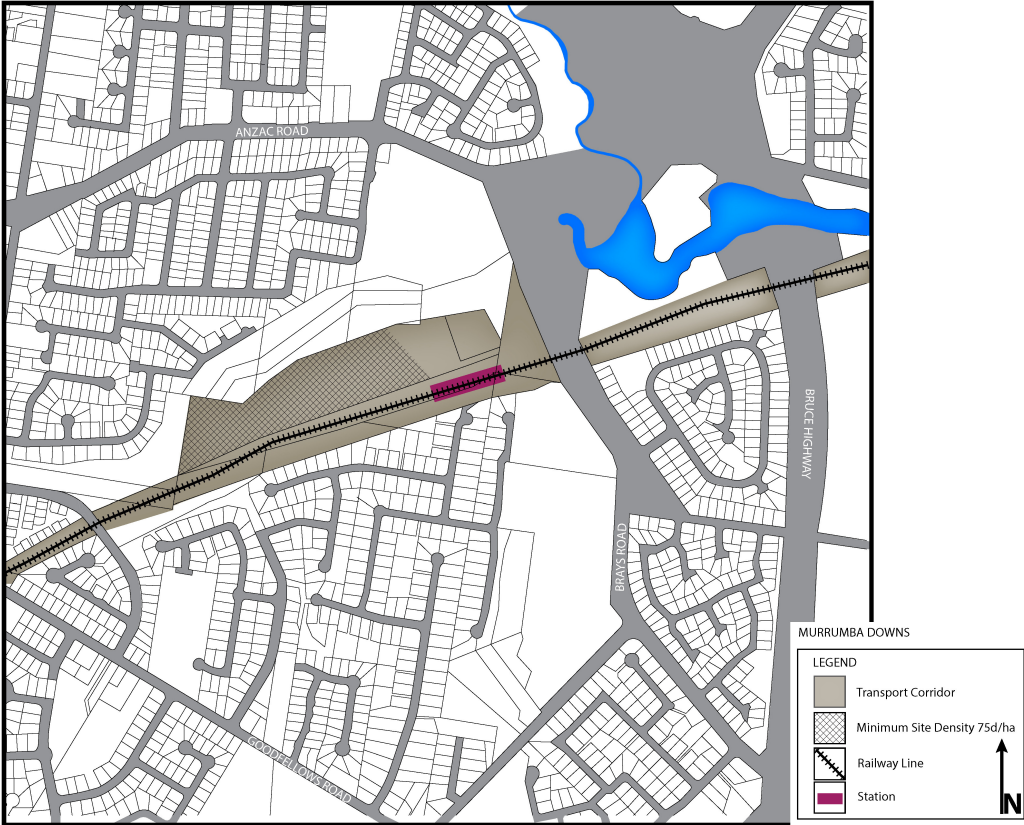 ANZAC ROAD
BRUCE HIGHWAY
BRAYS ROAD
GOODFELLOWS ROAD
MURRUMBA DOWNS
LEGEND
Transport Corridor
Minimum Site Density 75d/ha
Railway Line
Station
N